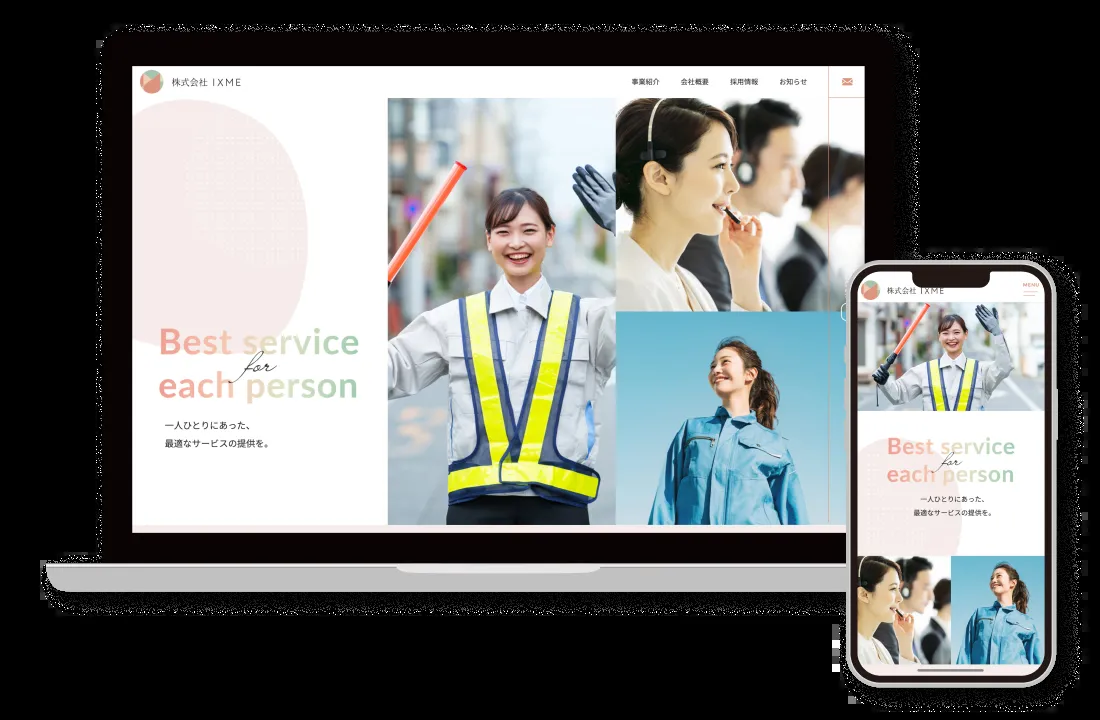 株式会社 IXME
事業紹介 会社概要 採用情報 お知らせ
Best service
for
each person
一人ひとりにあった、
最適なサービスの提供を。
株式会社 IXME
MENU
Best service
for
each person
一人ひとりにあった、
最適なサービスの提供を。